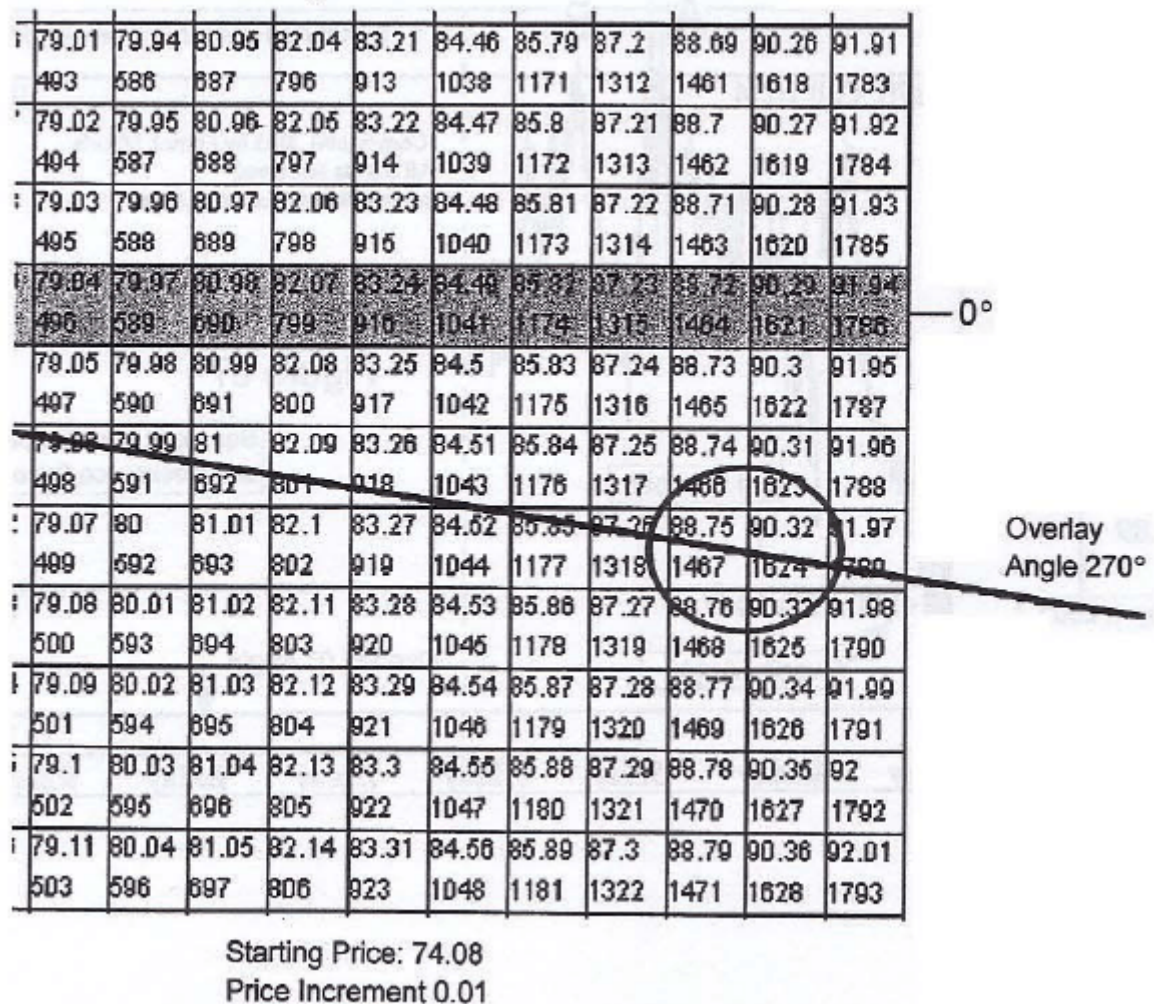 79.01 79.94 80.95 82.04 83.21 84.46 85.79 87.2 88.69 90.26 91.91
493 586 687 796 913 1038 1171 1312 1461 1618 1783
79.02 79.95 80.96 82.05 83.22 84.47 85.8 87.21 88.7 90.27 91.92
494 587 688 797 914 1039 1172 1313 1462 1619 1784
79.03 79.96 80.97 82.06 83.23 84.48 85.81 87.22 88.71 90.28 91.93
495 588 689 798 915 1040 1173 1314 1463 1620 1785
79.04 79.97 80.98 82.07 83.24 84.49 85.82 87.23 88.72 90.29 91.94
496 589 690 799 916 1041 1174 1315 1464 1621 1786
0°
79.05 79.98 80.99 82.08 83.25 84.5 85.83 87.24 88.73 90.3 91.95
497 590 691 800 917 1042 1175 1316 1465 1622 1787
79.06 79.99 81 82.09 83.26 84.51 85.84 87.25 88.74 90.31 91.96
498 591 692 801 918 1043 1176 1317 1466 1623 1788
79.07 80 81.01 82.1 83.27 84.52 85.85 87.26 88.75 90.32 91.97
499 592 693 802 919 1044 1177 1318 1467 1624 1789
Overlay
Angle 270°
79.08 80.01 81.02 82.11 83.28 84.53 85.86 87.27 88.76 90.33 91.98
500 593 694 803 920 1045 1178 1319 1468 1625 1790
79.09 80.02 81.03 82.12 83.29 84.54 85.87 87.28 88.77 90.34 91.99
501 594 695 804 921 1046 1179 1320 1469 1626 1791
79.1 80.03 81.04 82.13 83.3 84.55 85.88 87.29 88.78 90.35 92
502 595 696 805 922 1047 1180 1321 1470 1627 1792
79.11 80.04 81.05 82.14 83.31 84.56 85.89 87.3 88.79 90.36 92.01
503 596 697 806 923 1048 1181 1322 1471 1628 1793
Starting Price: 74.08
Price Increment 0.01